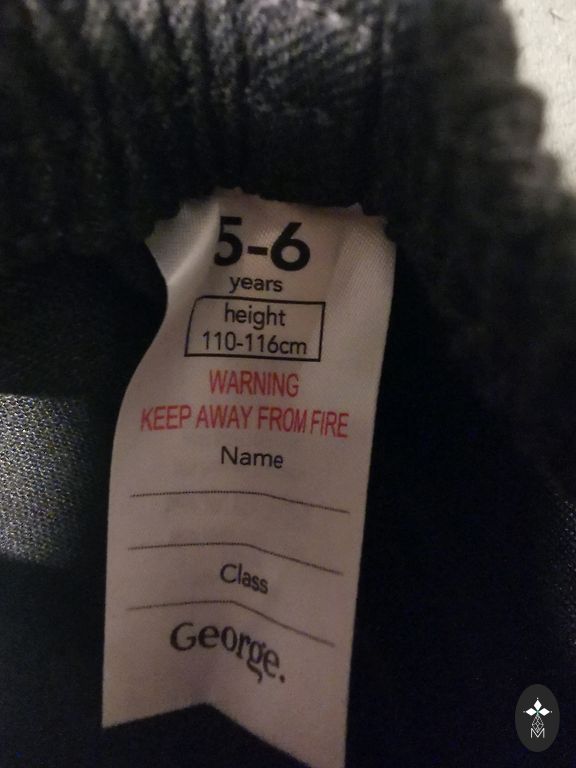 5-6
years
height
110-116cm
WARNING
KEEP AWAY FROM FIRE
Name
Class
George.
M